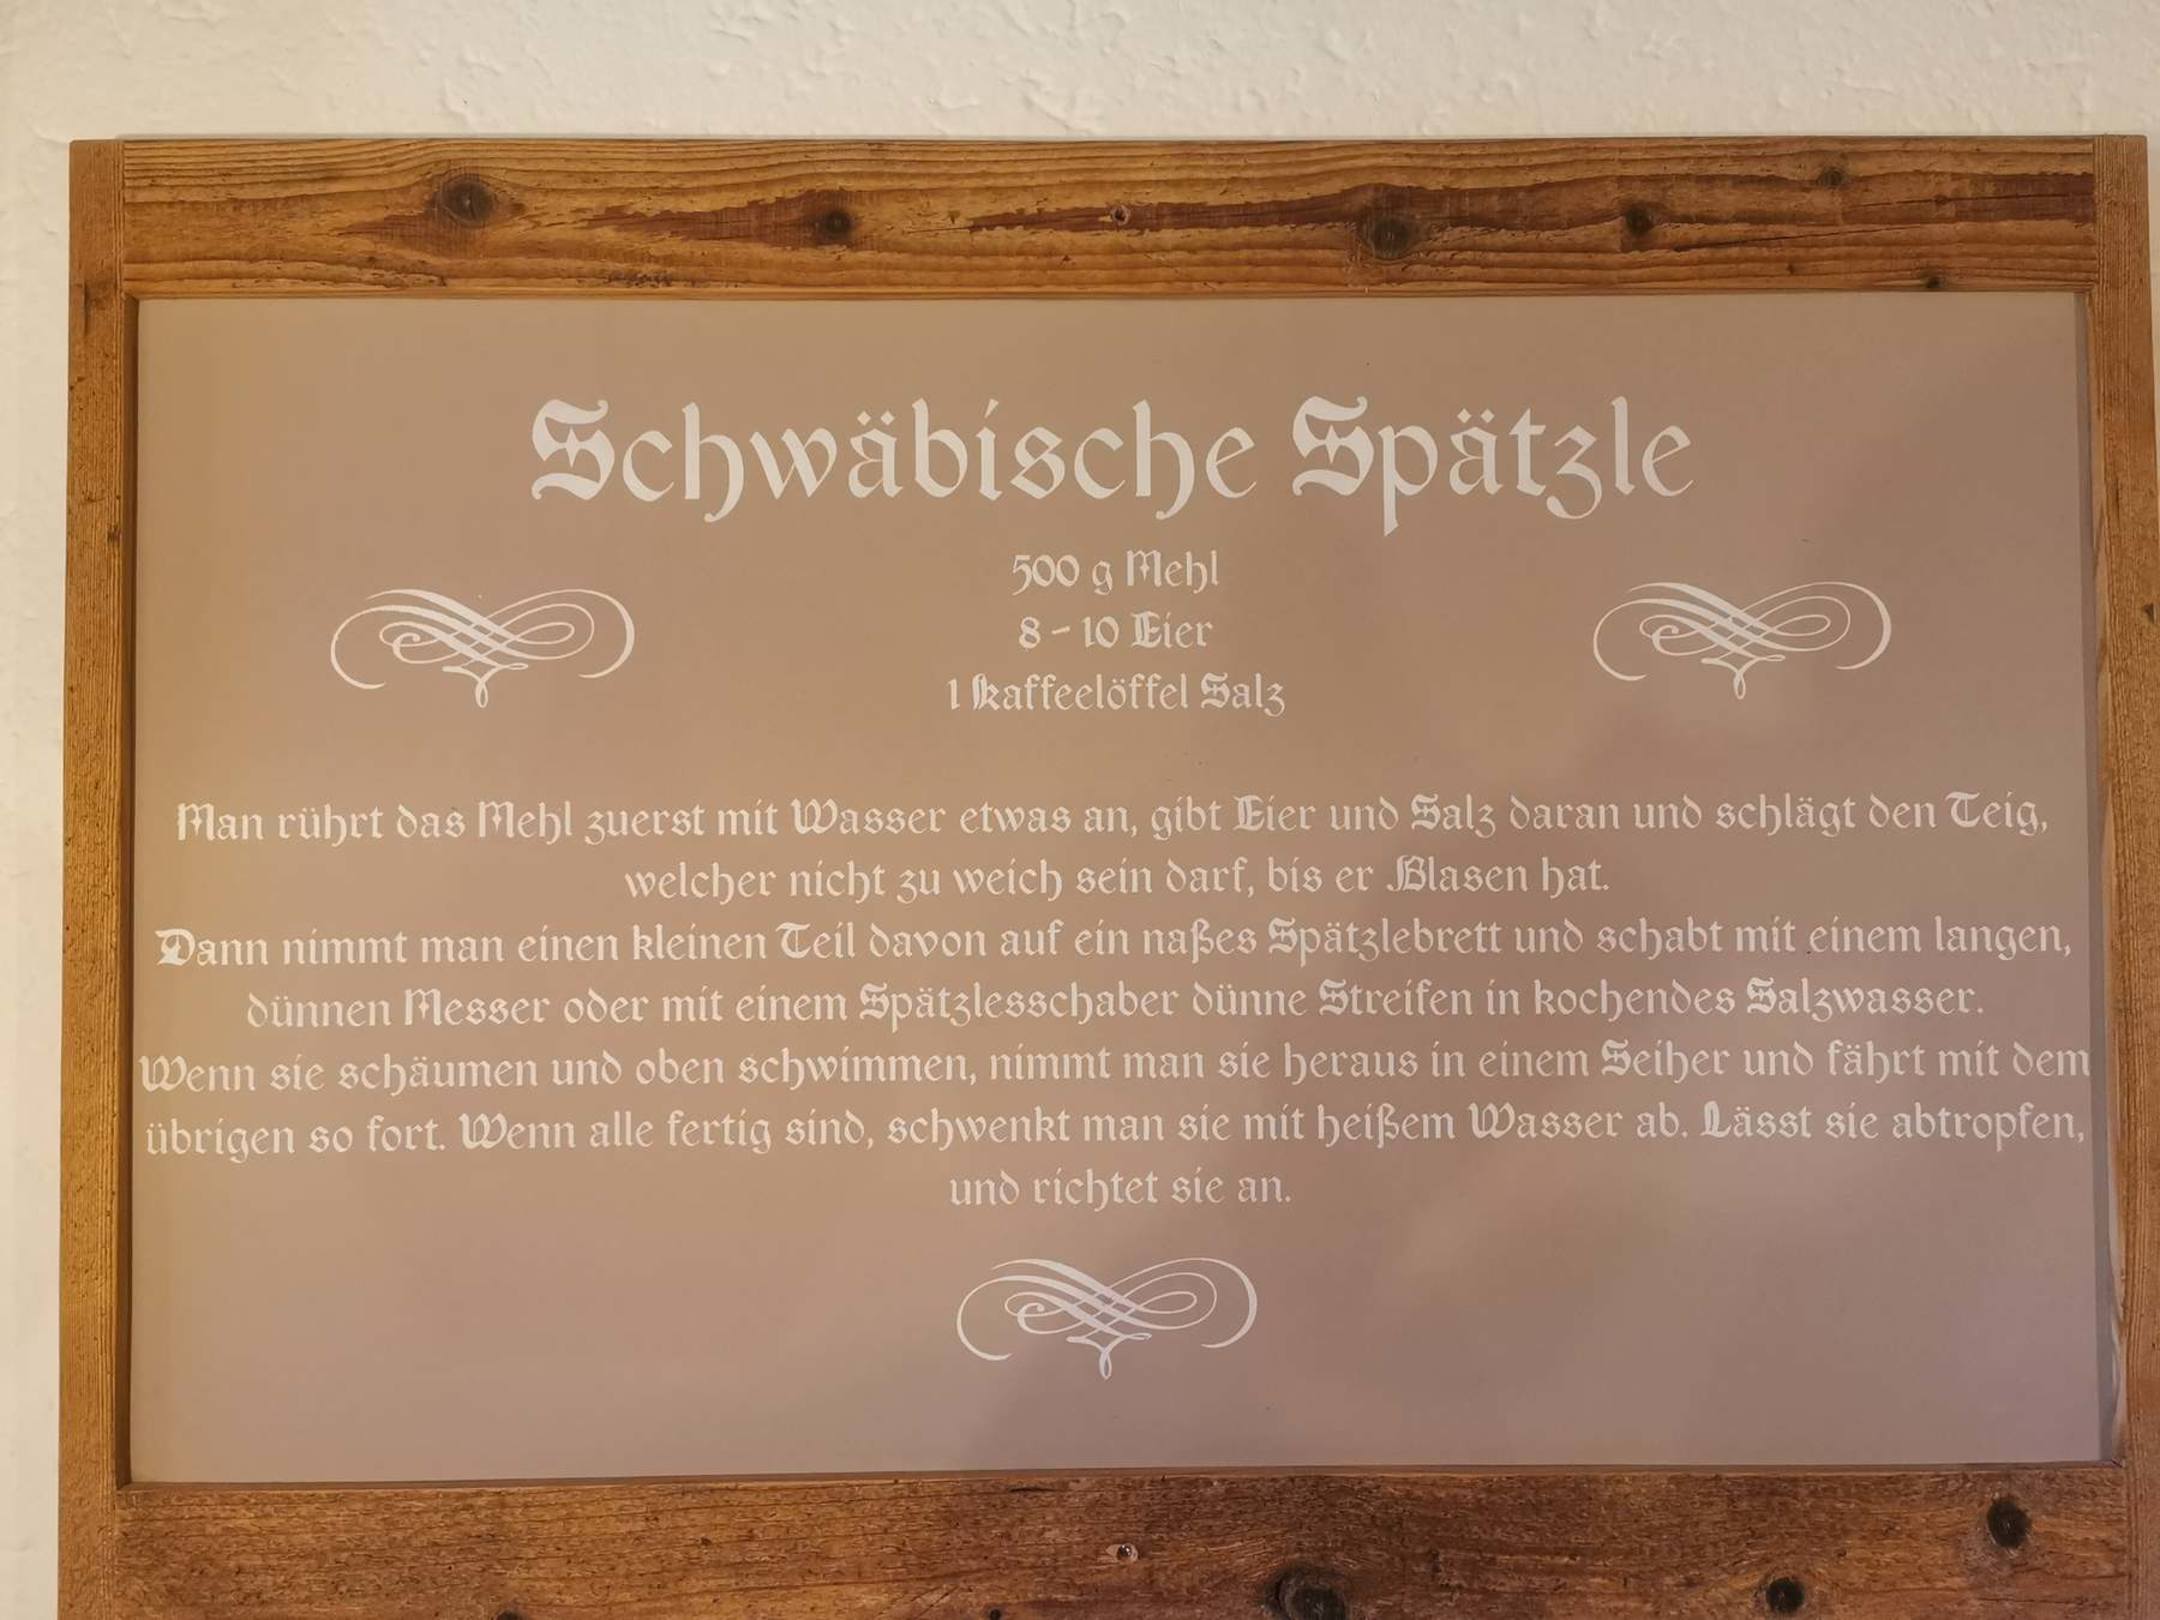 Schwäbische Spätzle
500 g Mehl
8 - 10 Eier
1 Kaffeelöffel Salz
Man rührt das Mehl zuerst mit Wasser etwas an, gibt Eier und Salz daran und schlägt den Teig,
welcher nicht zu weich sein darf, bis er Blasen hat.
Dann nimmt man einen kleinen Teil davon auf ein naßes Spätzlebrett und schabt mit einem langen,
dünnen Messer oder mit einem Spätzlesschaber dünne Streifen in kochendes Salzwasser.
Wenn sie schäumen und oben schwimmen, nimmt man sie heraus in einem Seiher und fährt mit dem
übrigen so fort. Wenn alle fertig sind, schwenkt man sie mit heißem Wasser ab. Lässt sie abtropfen,
und richtet sie an.